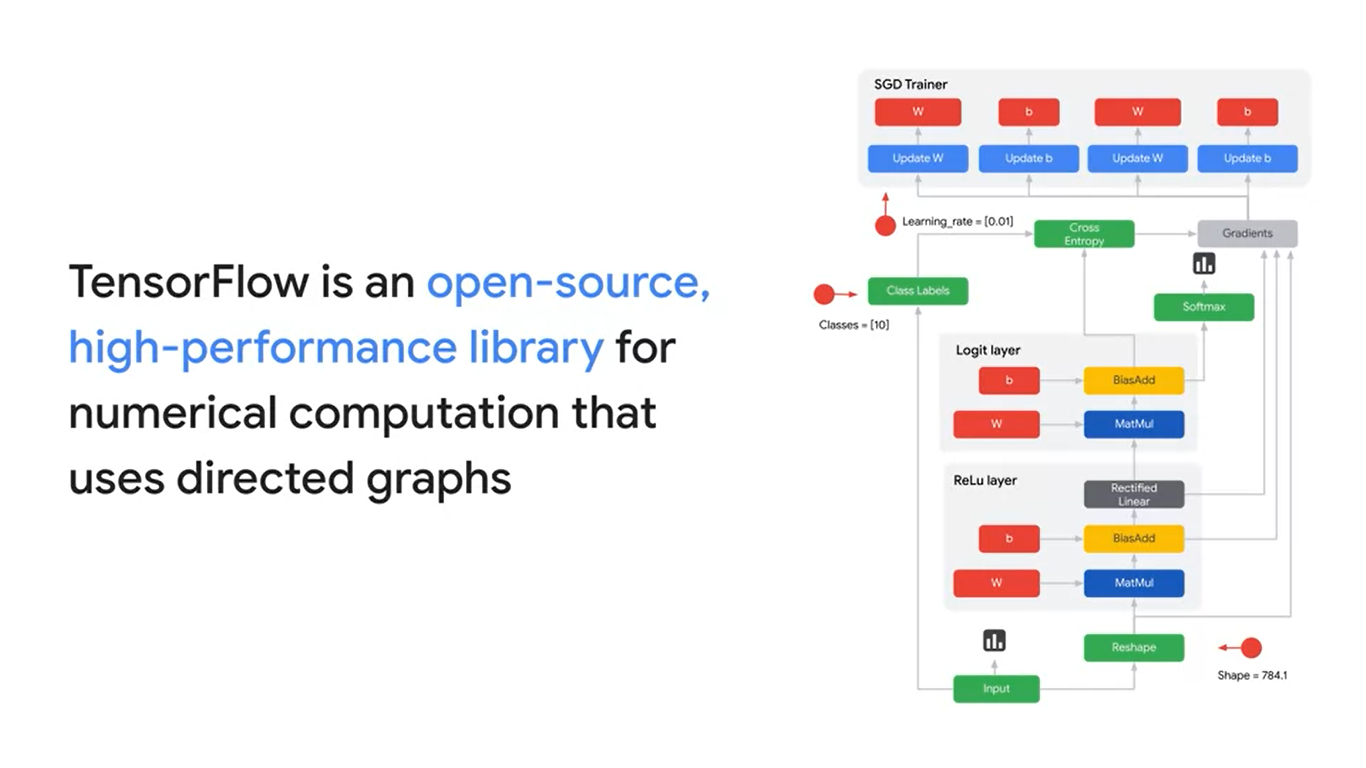 TensorFlow is an open-source,
high-performance library for
numerical computation that
uses directed graphs
SGD Trainer
W
b
W
b
Update W
Update b
Update W
Update b
Learning_rate = [0.01]
Cross
Entropy
Gradients
Class Labels
Classes = [10]
Softmax
Logit layer
b
BiasAdd
W
MatMul
ReLu layer
Rectified
Linear
b
BiasAdd
W
MatMul
Reshape
Shape = 784.1
Input